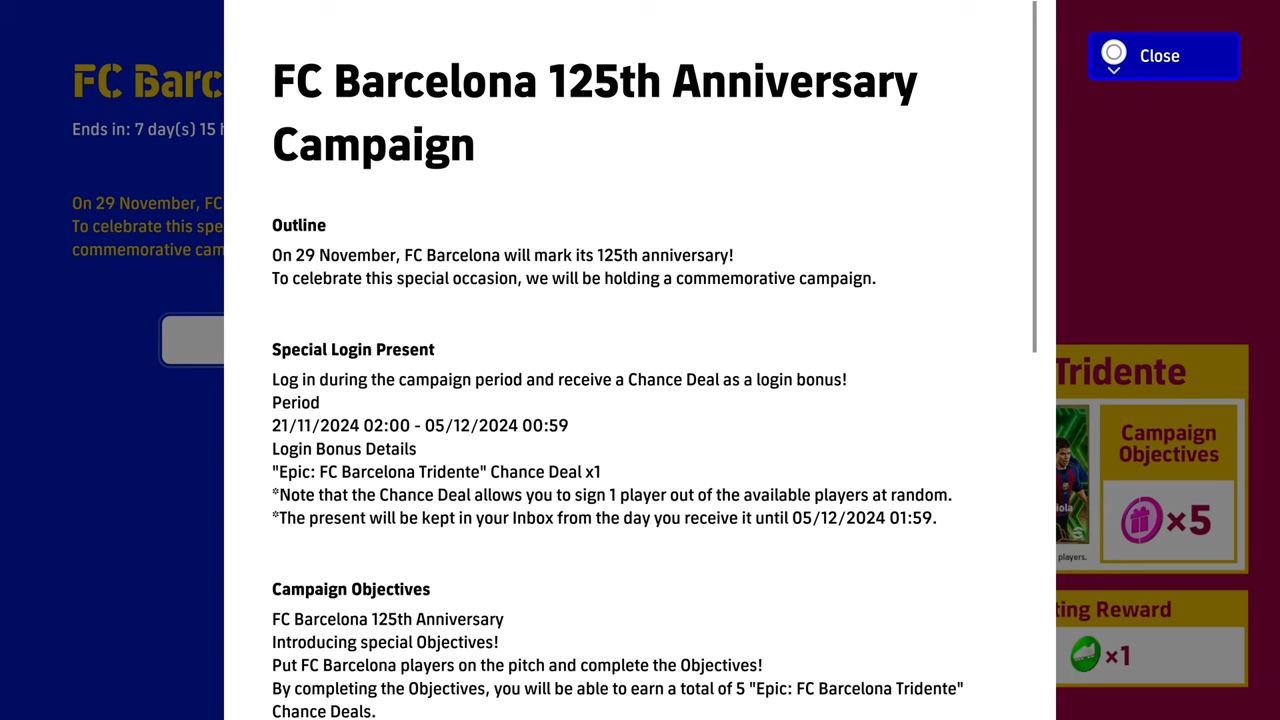 FC Barcelona 125th Anniversary
Campaign
Close
FC Barc
Ends in: 7 day(s) 15
On 29 November, FC
To celebrate this spe
commemorative cam
Outline
On 29 November, FC Barcelona will mark its 125th anniversary!
To celebrate this special occasion, we will be holding a commemorative campaign.
Special Login Present
Log in during the campaign period and receive a Chance Deal as a login bonus!
Period
21/11/2024 02:00 - 05/12/2024 00:59
Login Bonus Details
"Epic: FC Barcelona Tridente" Chance Deal x1
*Note that the Chance Deal allows you to sign 1 player out of the available players at random.
*The present will be kept in your Inbox from the day you receive it until 05/12/2024 01:59.
Campaign Objectives
FC Barcelona 125th Anniversary
Introducing special Objectives!
Put FC Barcelona players on the pitch and complete the Objectives!
By completing the Objectives, you will be able to earn a total of 5 "Epic: FC Barcelona Tridente"
Chance Deals.
Tridente
Campaign
Objectives
×5
iola
players.
ting Reward
×1